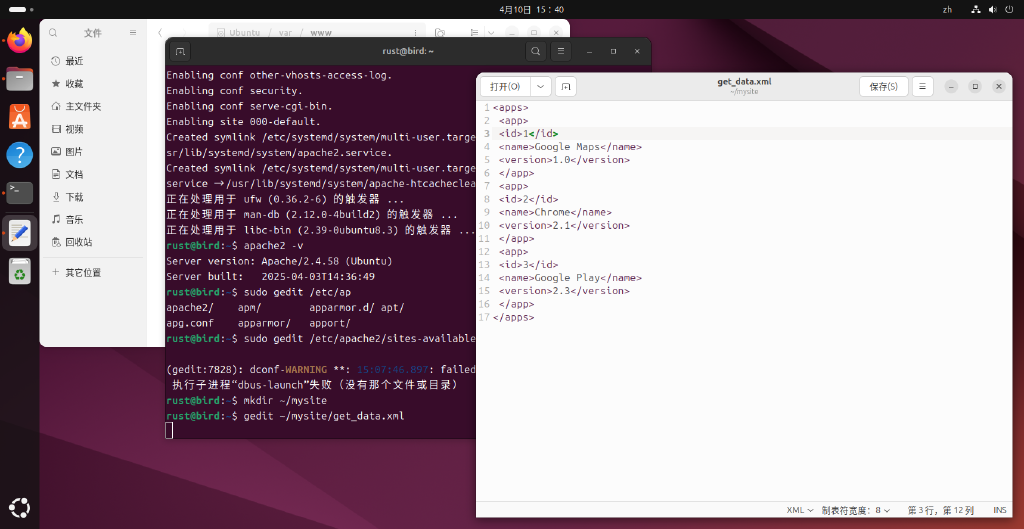 4月10日 15：40
zh
文件
Ubuntu / var / www
最近
收藏
主文件夹
视频
图片
文档
下载
音乐
回收站
其它位置
rust@bird: ~
Enabling conf other-vhosts-access-log.
Enabling conf security.
Enabling conf serve-cgi-bin.
Enabling site 000-default.
Created symlink /etc/systemd/system/multi-user.targe
sr/lib/systemd/system/apache2.service.
Created symlink /etc/systemd/system/multi-user.targe
service →/usr/lib/systemd/system/apache-htcacheclea
正在处理用于 ufw (0.36.2-6) 的触发器 ...
正在处理用于 man-db (2.12.0-4build2) 的触发器 ...
正在处理用于 libc-bin (2.39-0ubuntu8.3) 的触发器 ...
rust@bird:~$ apache2 -v
Server version: Apache/2.4.58 (Ubuntu)
Server built:   2025-04-03T14:36:49
rust@bird:~$ sudo gedit /etc/ap
apache2/ apm/ apparmor.d/ apt/
apg.conf apparmor/ apport/
rust@bird:~$ sudo gedit /etc/apache2/sites-available
(gedit:7828): dconf-WARNING **: 15:07:46.897: failed
执行子进程“dbus-launch”失败（没有那个文件或目录）
rust@bird:~$ mkdir ~/mysite
rust@bird:~$ gedit ~/mysite/get_data.xml
打开(O)
get_data.xml
~/mysite
保存(S)
1 <apps>
2 <app>
3 <id>1</id>
4 <name>Google Maps</name>
5 <version>1.0</version>
6 </app>
7 <app>
8 <id>2</id>
9 <name>Chrome</name>
10 <version>2.1</version>
11 </app>
12 <app>
13 <id>3</id>
14 <name>Google Play</name>
15 <version>2.3</version>
16 </app>
17 </apps>
XML 制表符宽度：8 第 3 行，第 12 列 INS